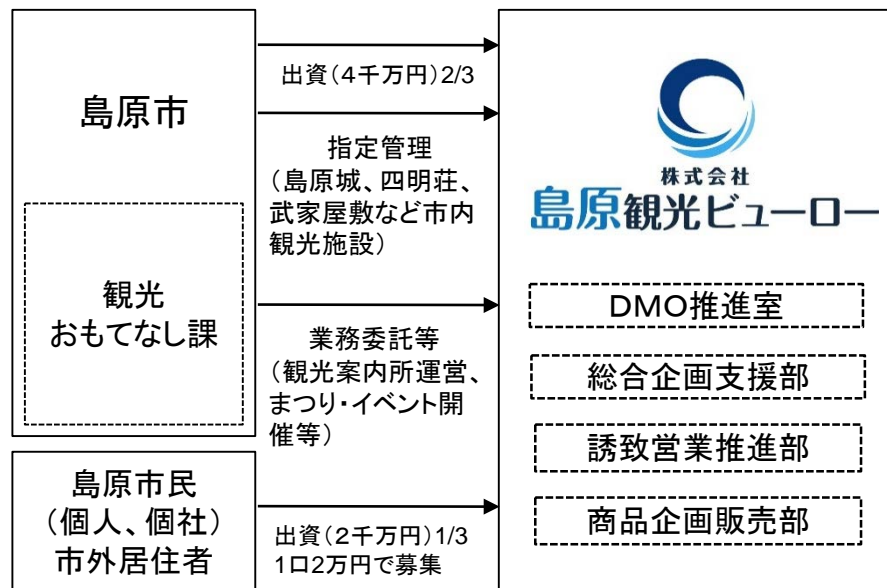 島原市
観光
おもてなし課
島原市民
（個人、個社）
市外居住者
出資（４千万円）2/3
指定管理
（島原城、四明荘、
武家屋敷など市内
観光施設）
業務委託等
（観光案内所運営、
まつり・イベント開
催等）
出資（２千万円）1/3
1口2万円で募集
株式会社
島原観光ビューロー
ＤＭＯ推進室
総合企画支援部
誘致営業推進部
商品企画販売部